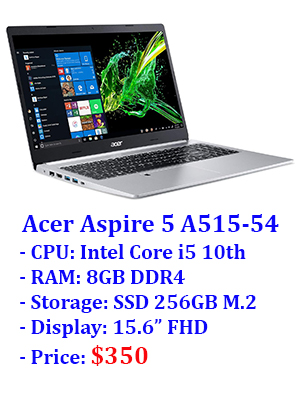 acer
Acer Aspire 5 A515-54
- CPU: Intel Core i5 10th
- RAM: 8GB DDR4
- Storage: SSD 256GB M.2
- Display: 15.6” FHD
- Price: $350